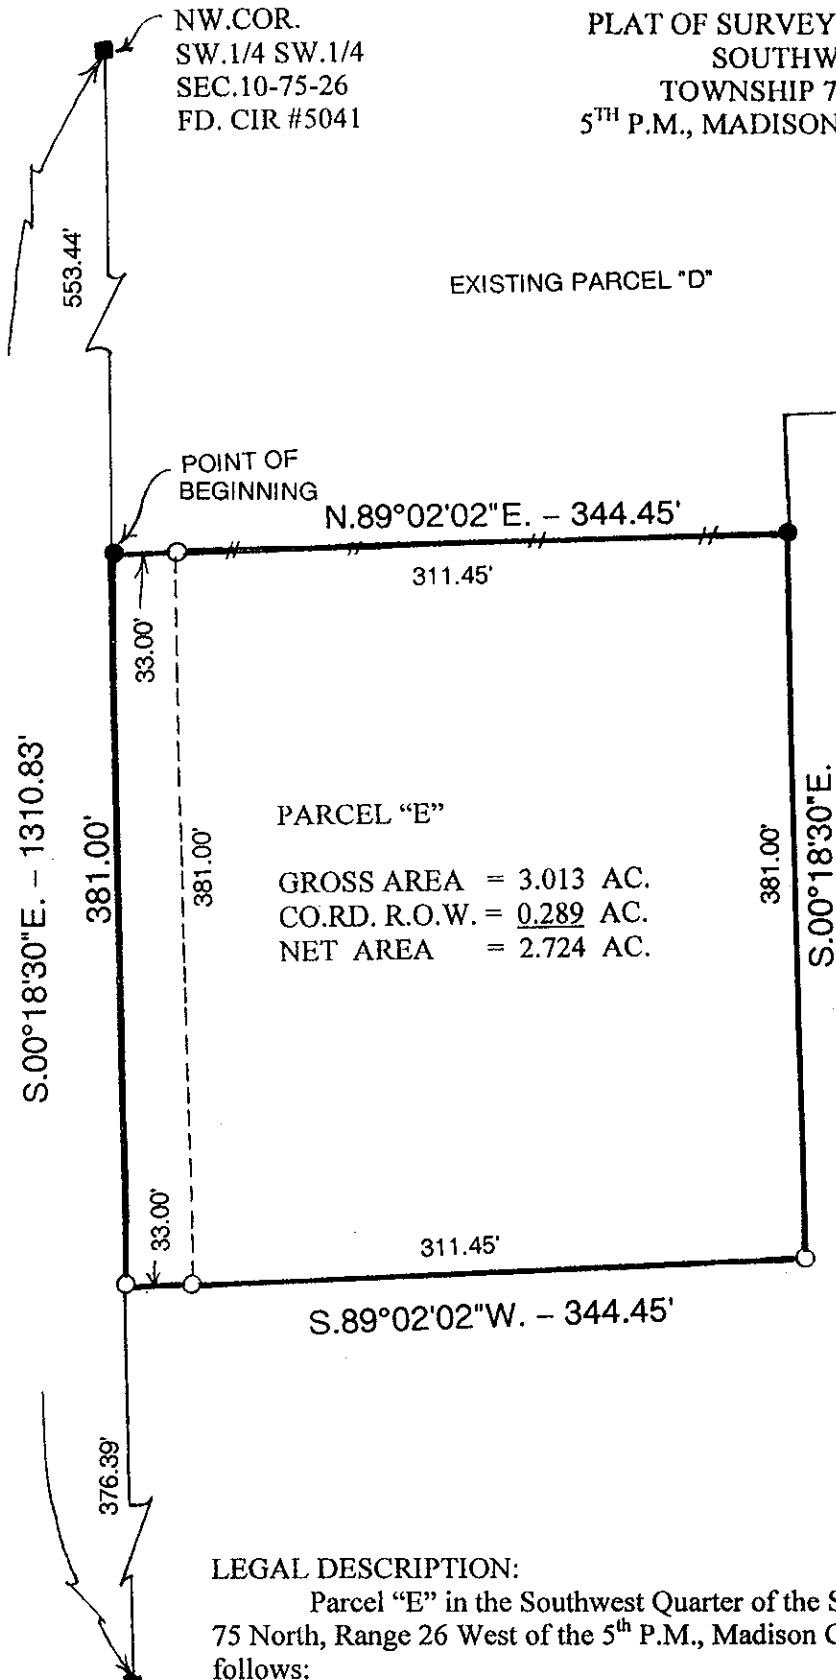 NW.COR.
SW.1/4 SW.1/4
SEC.10-75-26
FD. CIR #5041
PLAT OF SURVEY
SOUTHW
TOWNSHIP 7
5TH P.M., MADISON
553.44'
EXISTING PARCEL "D"
POINT OF
BEGINNING
N.89°02'02"E. – 344.45'
311.45'
33.00'
S.00°18'30"E. – 1310.83'
381.00'
381.00'
PARCEL “E”
GROSS AREA = 3.013 AC.
CO.RD. R.O.W. = 0.289 AC.
NET AREA = 2.724 AC.
381.00'
S.00°18'30"E.
33.00'
311.45'
S.89°02'02"W. – 344.45'
376.39'
LEGAL DESCRIPTION:
Parcel “E” in the Southwest Quarter of the S
75 North, Range 26 West of the 5th P.M., Madison C
follows: